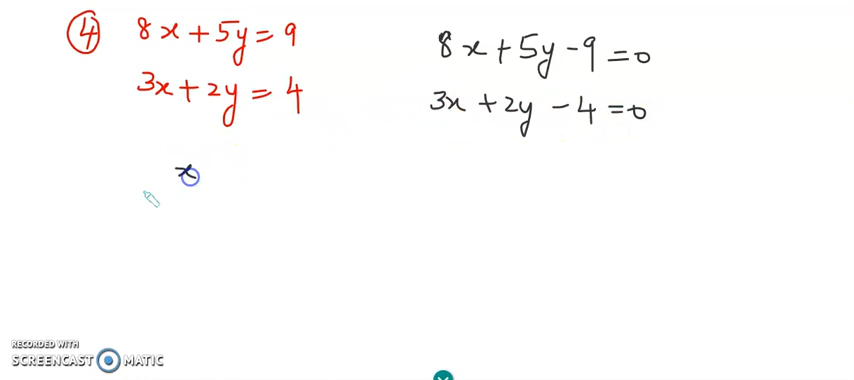 ④ 8x + 5y = 9
3x + 2y = 4
8x + 5y - 9 = 0
3x + 2y - 4 = 0
x
RECORDED WITH
SCREENCAST MATIC